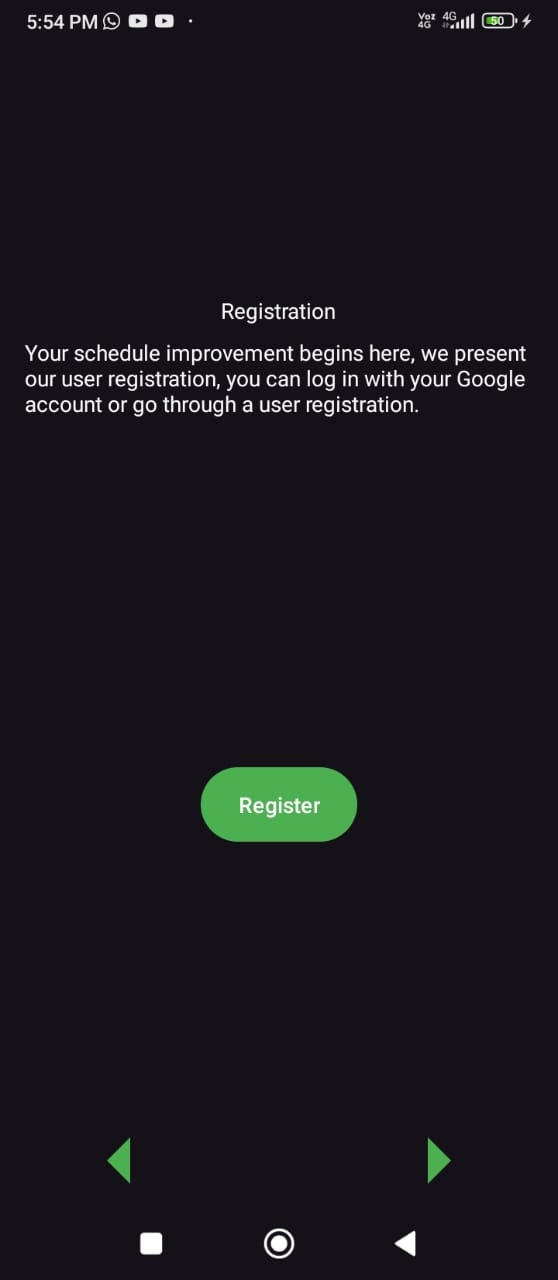 5:54 PM
Voz 4G 4G 50
Registration
Your schedule improvement begins here, we present
our user registration, you can log in with your Google
account or go through a user registration.
Register